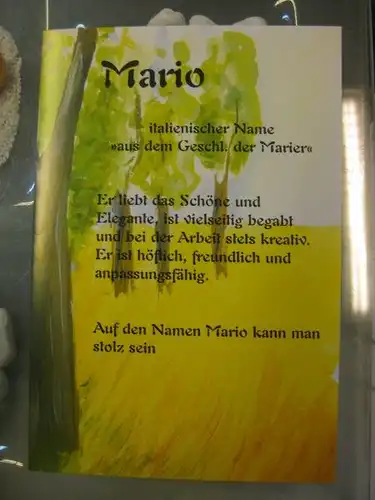 Mario
italienischer Name
»aus dem Geschl. der Marier«
Er liebt das Schöne und
Elegante, ist vielseitig begabt
und bei der Arbeit stets kreativ.
Er ist höflich, freundlich und
anpassungsfähig.
Auf den Namen Mario kann man
stolz sein